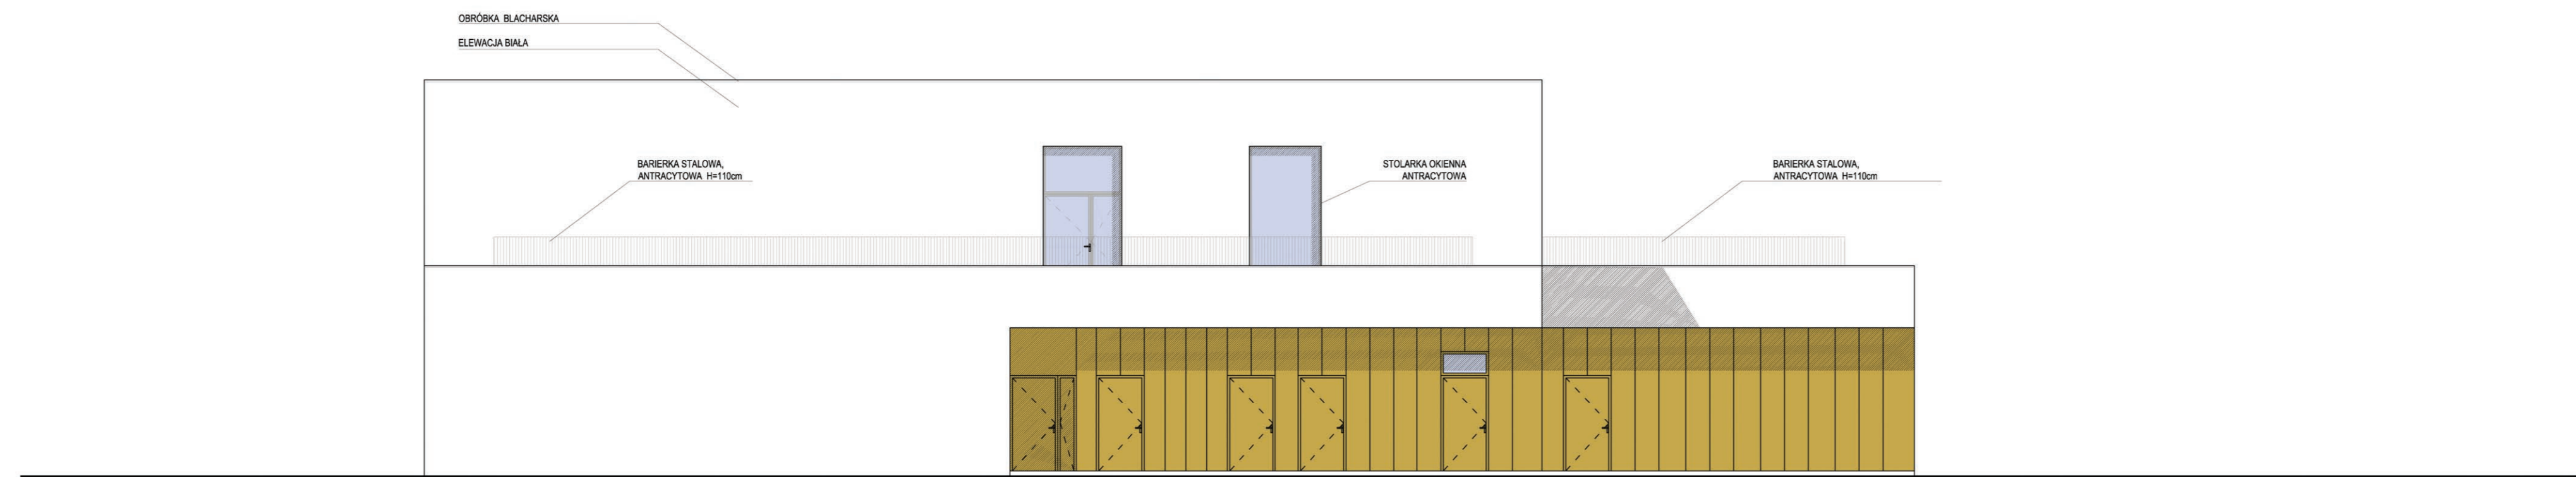 OBRÓBKA BLACHARSKA
ELEWACJA BIAŁA
BARIERKA STALOWA,
ANTRACYTOWA H=110cm
STOLARKA OKIENNA
ANTRACYTOWA
BARIERKA STALOWA,
ANTRACYTOWA H=110cm